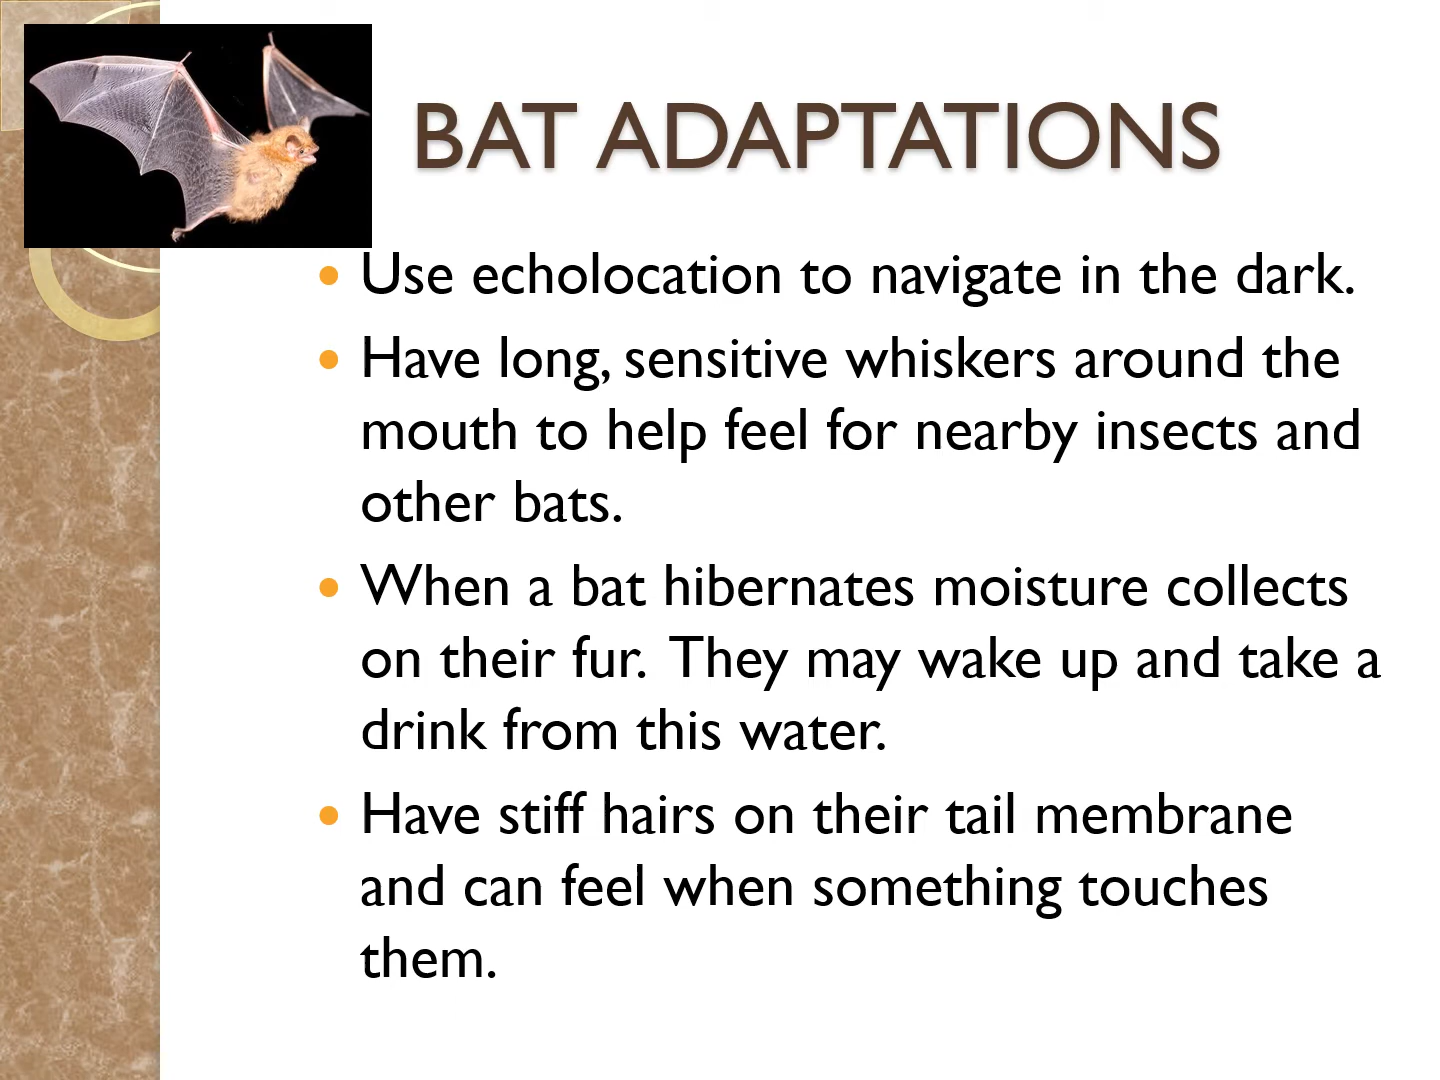 BAT ADAPTATIONS
• Use echolocation to navigate in the dark.
• Have long, sensitive whiskers around the
mouth to help feel for nearby insects and
other bats.
• When a bat hibernates moisture collects
on their fur.  They may wake up and take a
drink from this water.
• Have stiff hairs on their tail membrane
and can feel when something touches
them.